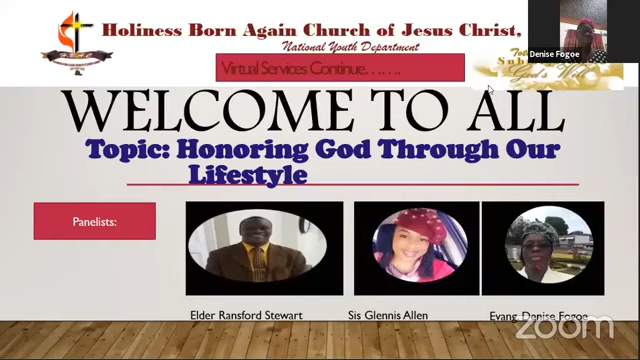 Holiness Born Again Church of Jesus Christ,
National Youth Department
Denise Fogoe
Virtual Services Continue…….
God's Will
WELCOME TO ALL
Topic: Honoring God Through Our
Lifestyle
Panelists:
Elder Ransford Stewart
Sis Glennis Allen
Evang. Denise Fogoe
zoom